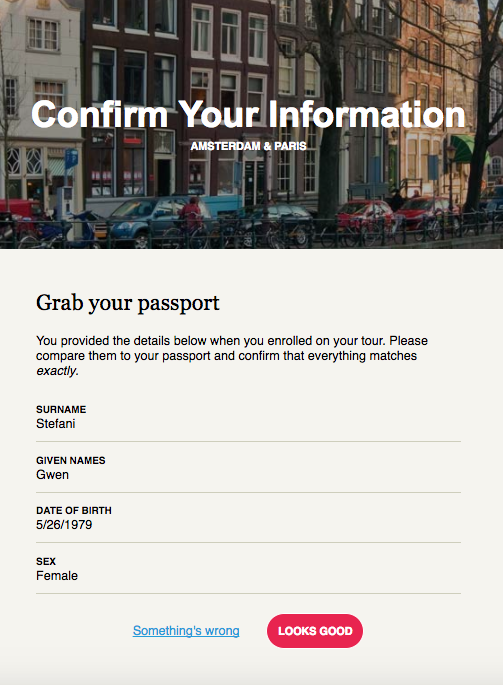 Confirm Your Information
AMSTERDAM & PARIS
Grab your passport
You provided the details below when you enrolled on your tour. Please
compare them to your passport and confirm that everything matches
exactly.
SURNAME
Stefani
GIVEN NAMES
Gwen
DATE OF BIRTH
5/26/1979
SEX
Female
Something's wrong LOOKS GOOD